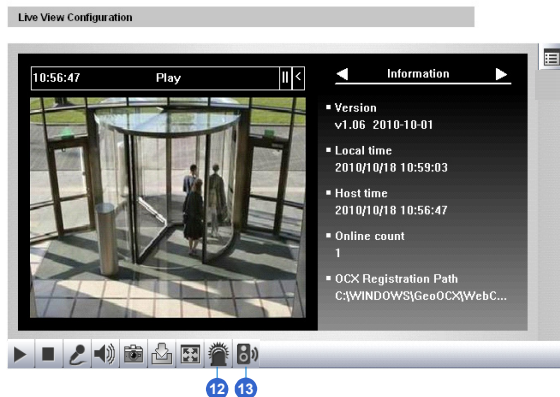 Live View Configuration
10:56:47 Play
Information
Version
v1.06 2010-10-01
Local time
2010/10/18 10:59:03
Host time
2010/10/18 10:56:47
Online count
1
OCX Registration Path
C:\WINDOWS\GeoOCX\WebC...
12 13